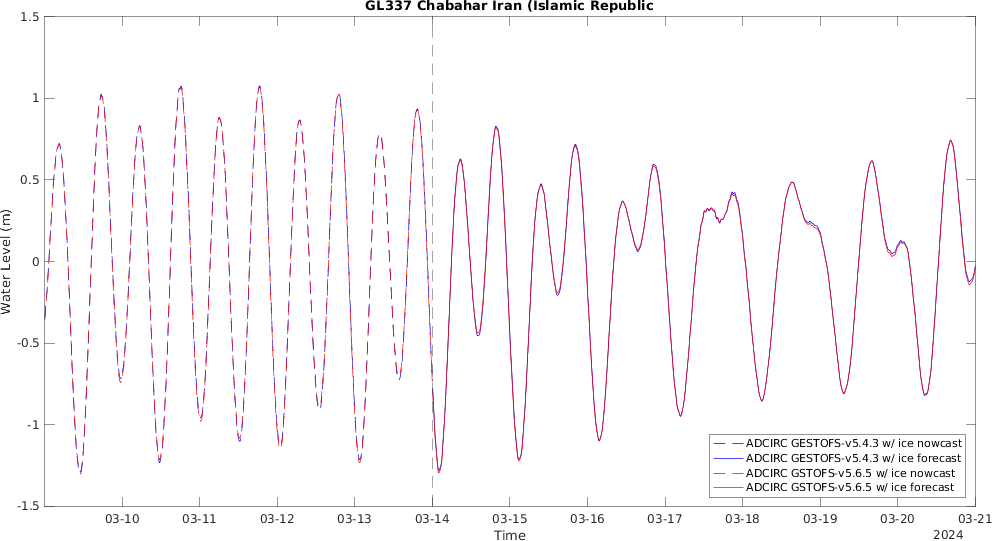 GL337 Chabahar Iran (Islamic Republic
1.5
1
0.5
0
-0.5
-1
-1.5
Water Level (m)
03-10 03-11 03-12 03-13 03-14 03-15 03-16 03-17 03-18 03-19 03-20 03-21
Time
2024
ADCIRC GESTOFS-v5.4.3 w/ ice nowcast
ADCIRC GESTOFS-v5.4.3 w/ ice forecast
ADCIRC GSTOFS-v5.6.5 w/ ice nowcast
ADCIRC GSTOFS-v5.6.5 w/ ice forecast